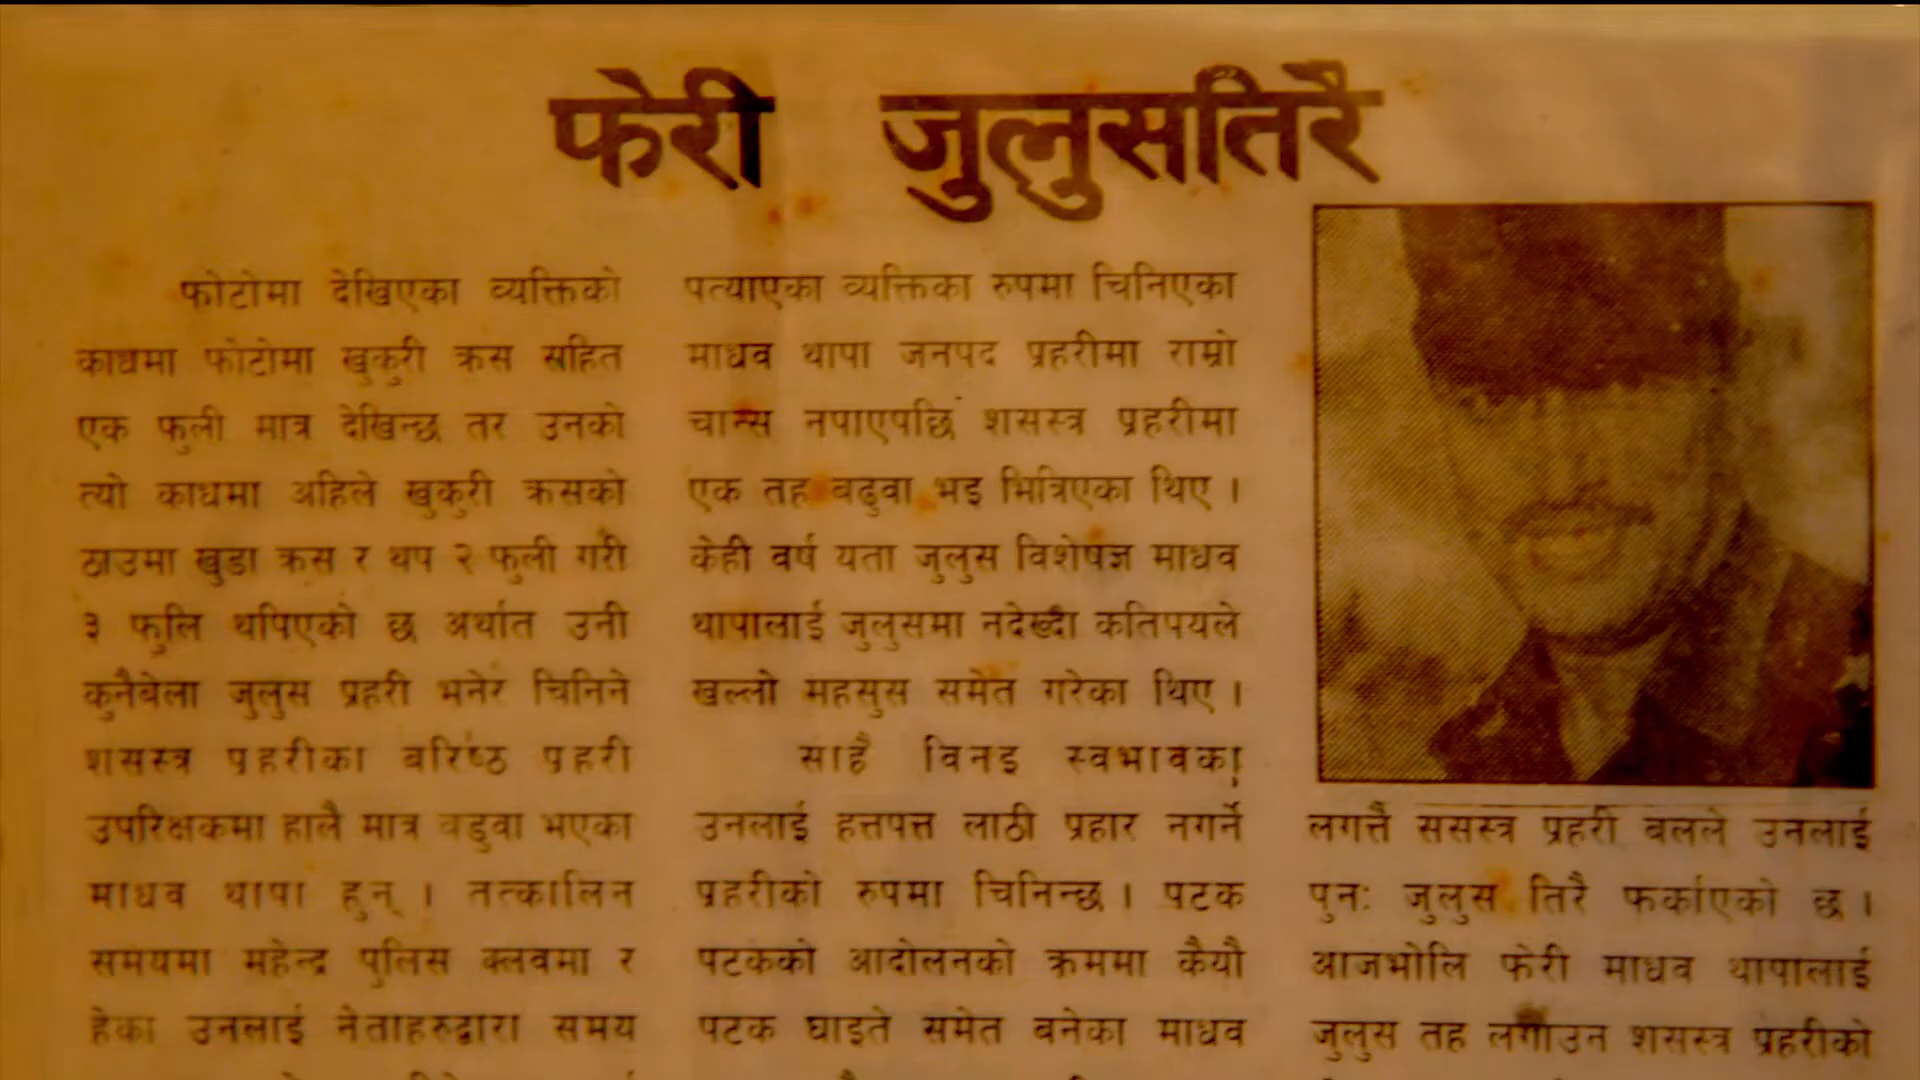 फेरी जुलुसतिरै
फोटोमा देखिएका व्यक्तिको
काधमा फोटोमा खुकुरी क्रस सहित
एक फुली मात्र देखिन्छ तर उनको
त्यो काधमा अहिले खुकुरी क्रसको
ठाउमा खुडा क्रस र थप २ फुली गरी
३ फुलि थपिएको छ अर्थात उनी
कुनैबेला जुलुस प्रहरी भनेर चिनिने
शसस्त्र प्रहरीका बरिष्ठ प्रहरी
उपरिक्षकमा हालै मात्र बढुवा भएका
माधव थापा हुन् । तत्कालिन
समयमा महेन्द्र पुलिस क्लवमा र
हेका उनलाई नेताहरुद्वारा समय
पत्याएका व्यक्तिका रुपमा चिनिएका
माधव थापा जनपद प्रहरीमा राम्रो
चान्स नपाएपछि शसस्त्र प्रहरीमा
एक तह बढुवा भइ भित्रिएका थिए ।
केही वर्ष यता जुलुस विशेषज्ञ माधव
थापालाई जुलुसमा नदेख्दा कतिपयले
खल्लो महसुस समेत गरेका थिए ।
साहै विनइ स्वभावका
उनलाई हत्तपत्त लाठी प्रहार नगर्ने
प्रहरीको रुपमा चिनिन्छ । पटक
पटकको आदोलनको क्रममा कैयौ
पटक घाइते समेत बनेका माधव
लगत्तै ससस्त्र प्रहरी बलले उनलाई
पुनः जुलुस तिरै फर्काएको छ ।
आजभोलि फेरी माधव थापालाई
जुलुस तह लगाउन शसस्त्र प्रहरीको